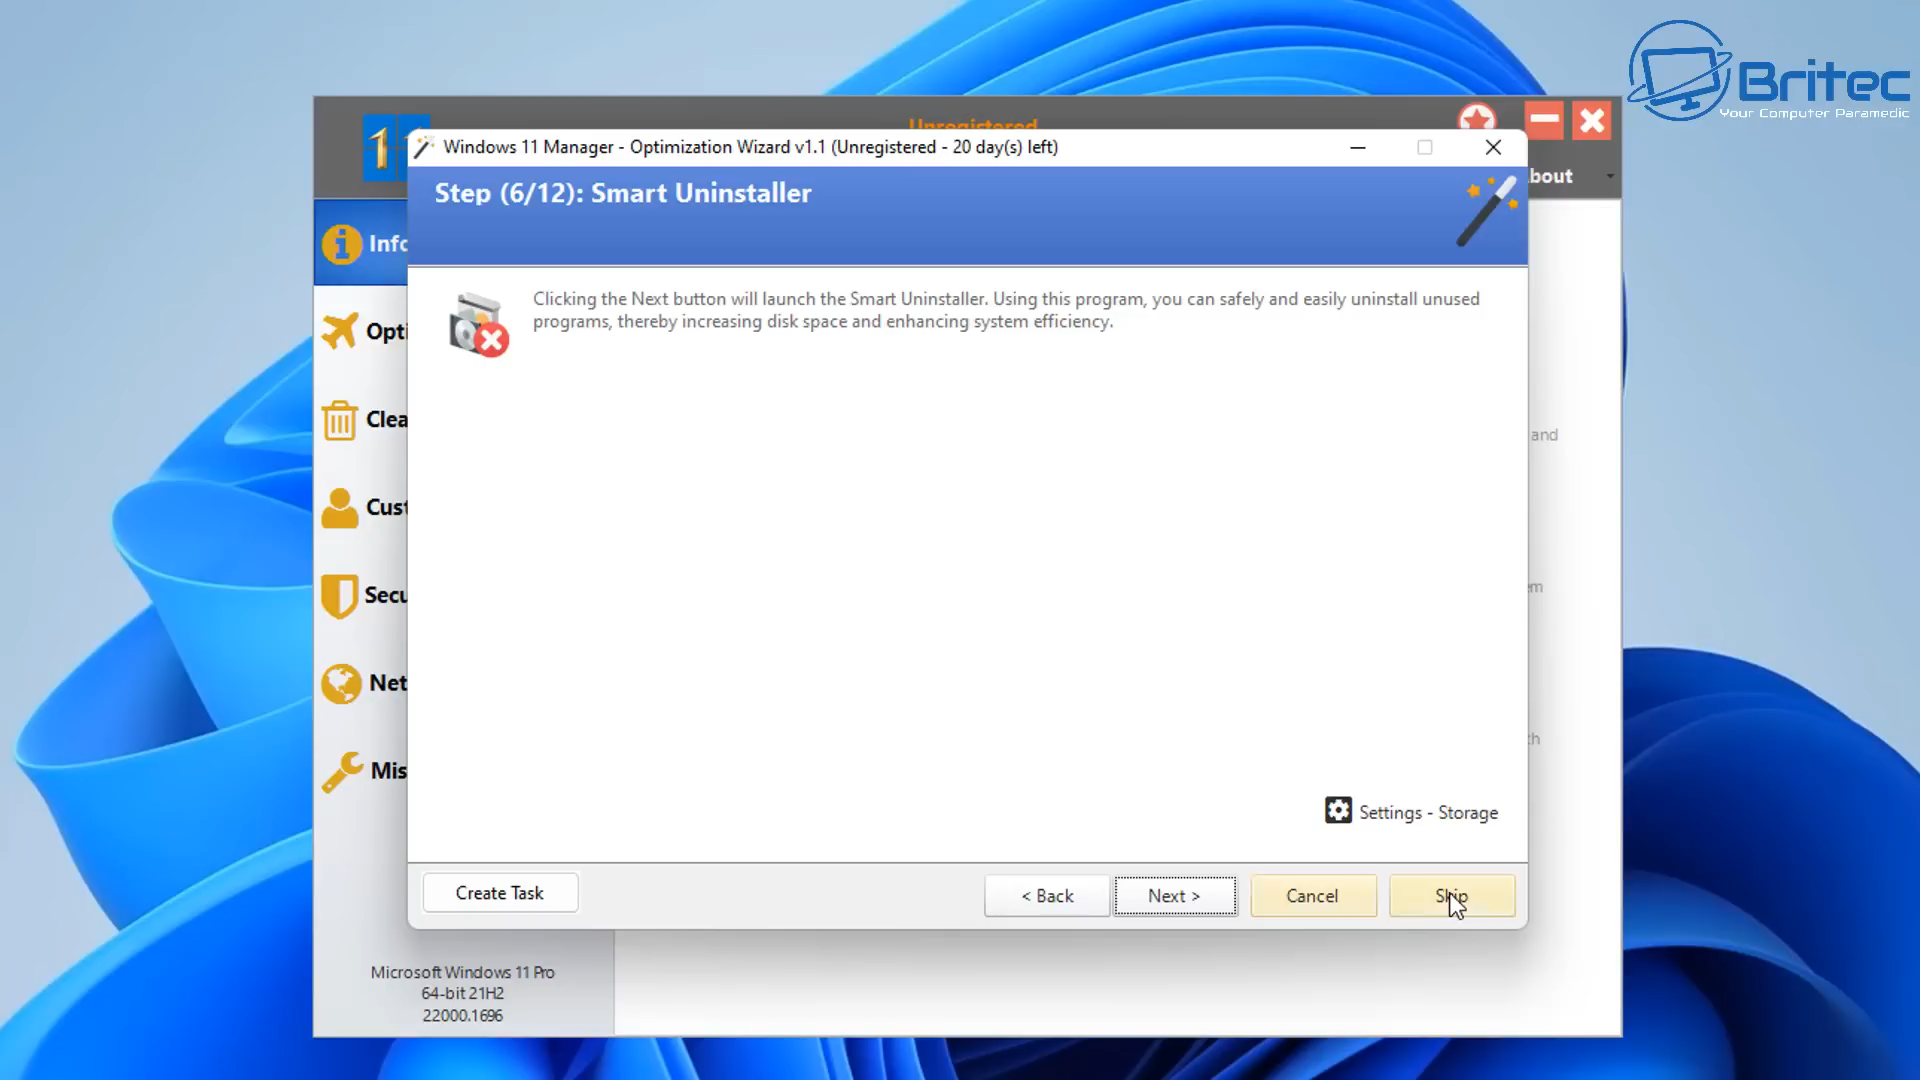 Britec
Your Computer Paramedic
Unregistered
Windows 11 Manager - Optimization Wizard v1.1 (Unregistered - 20 day(s) left)
bout
Step (6/12): Smart Uninstaller
Info
Clicking the Next button will launch the Smart Uninstaller. Using this program, you can safely and easily uninstall unused
programs, thereby increasing disk space and enhancing system efficiency.
Opti
Clea
and
Cust
Secu
em
Net
th
Mis
Settings - Storage
Create Task
< Back
Next >
Cancel
Skip
Microsoft Windows 11 Pro
64-bit 21H2
22000.1696